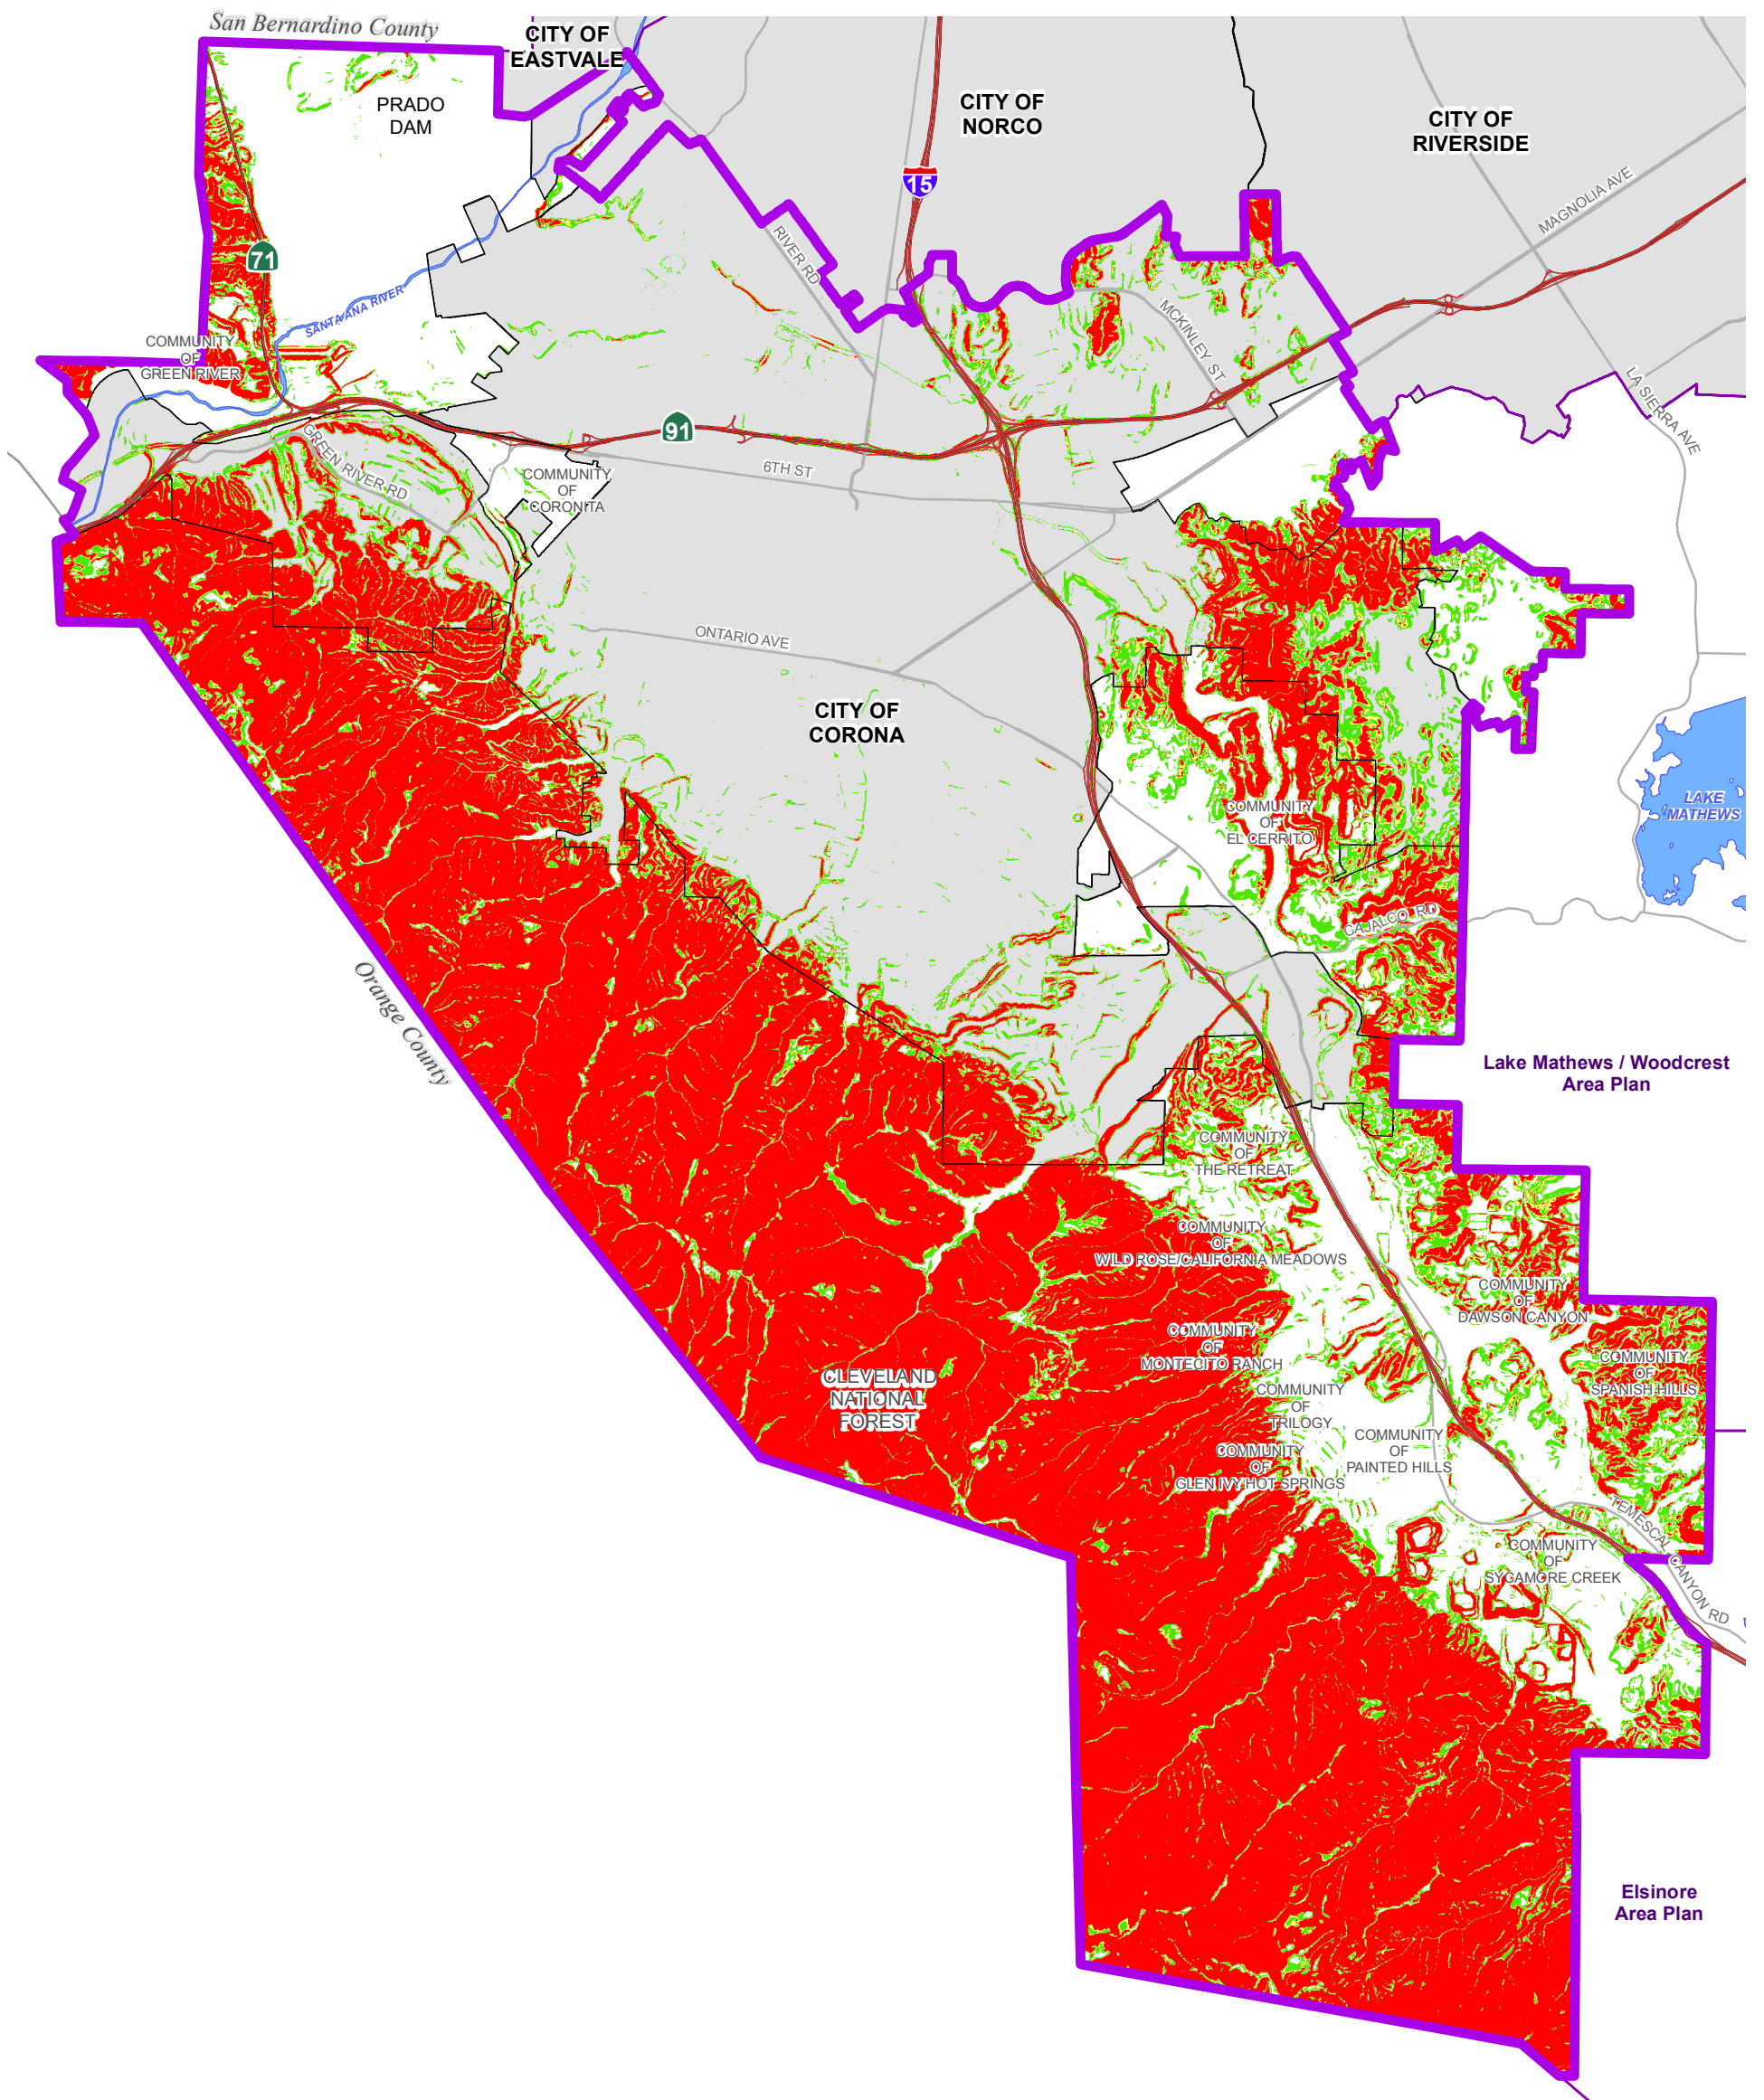 San Bernardino County
CITY OF
EASTVALE
PRADO
DAM
CITY OF
NORCO
CITY OF
RIVERSIDE
MAGNOLIA AVE
15
71
RIVER RD
SANTA ANA RIVER
MCKINLEY ST
COMMUNITY
OF
GREEN RIVER
LA SIERRA AVE
91
GREEN RIVER RD
6TH ST
COMMUNITY
OF
CORONITA
ONTARIO AVE
CITY OF
CORONA
LAKE
MATHEWS
COMMUNITY
OF
EL CERRITO
CAJALCO RD
Orange County
Lake Mathews / Woodcrest
Area Plan
COMMUNITY
OF
THE RETREAT
COMMUNITY
OF
WILD ROSE/CALIFORNIA MEADOWS
COMMUNITY
OF
DAWSON CANYON
COMMUNITY
OF
MONTECITO RANCH
COMMUNITY
OF
SPANISH HILLS
CLEVELAND
NATIONAL
FOREST
COMMUNITY
OF
TRILOGY
COMMUNITY
OF
PAINTED HILLS
COMMUNITY
OF
GLEN IVY HOT SPRINGS
TEMESCAL CANYON RD
COMMUNITY
OF
SYCAMORE CREEK
Elsinore
Area Plan